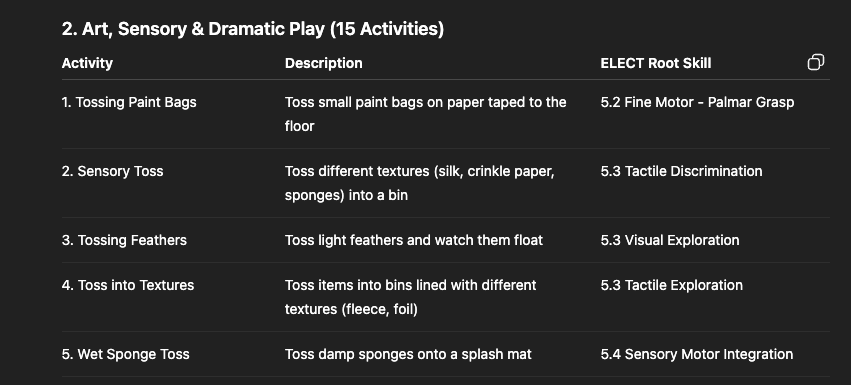 2. Art, Sensory & Dramatic Play (15 Activities)
Activity Description ELECT Root Skill
1. Tossing Paint Bags Toss small paint bags on paper taped to the 5.2 Fine Motor - Palmar Grasp
floor
2. Sensory Toss Toss different textures (silk, crinkle paper, 5.3 Tactile Discrimination
sponges) into a bin
3. Tossing Feathers Toss light feathers and watch them float 5.3 Visual Exploration
4. Toss into Textures Toss items into bins lined with different 5.3 Tactile Exploration
textures (fleece, foil)
5. Wet Sponge Toss Toss damp sponges onto a splash mat 5.4 Sensory Motor Integration